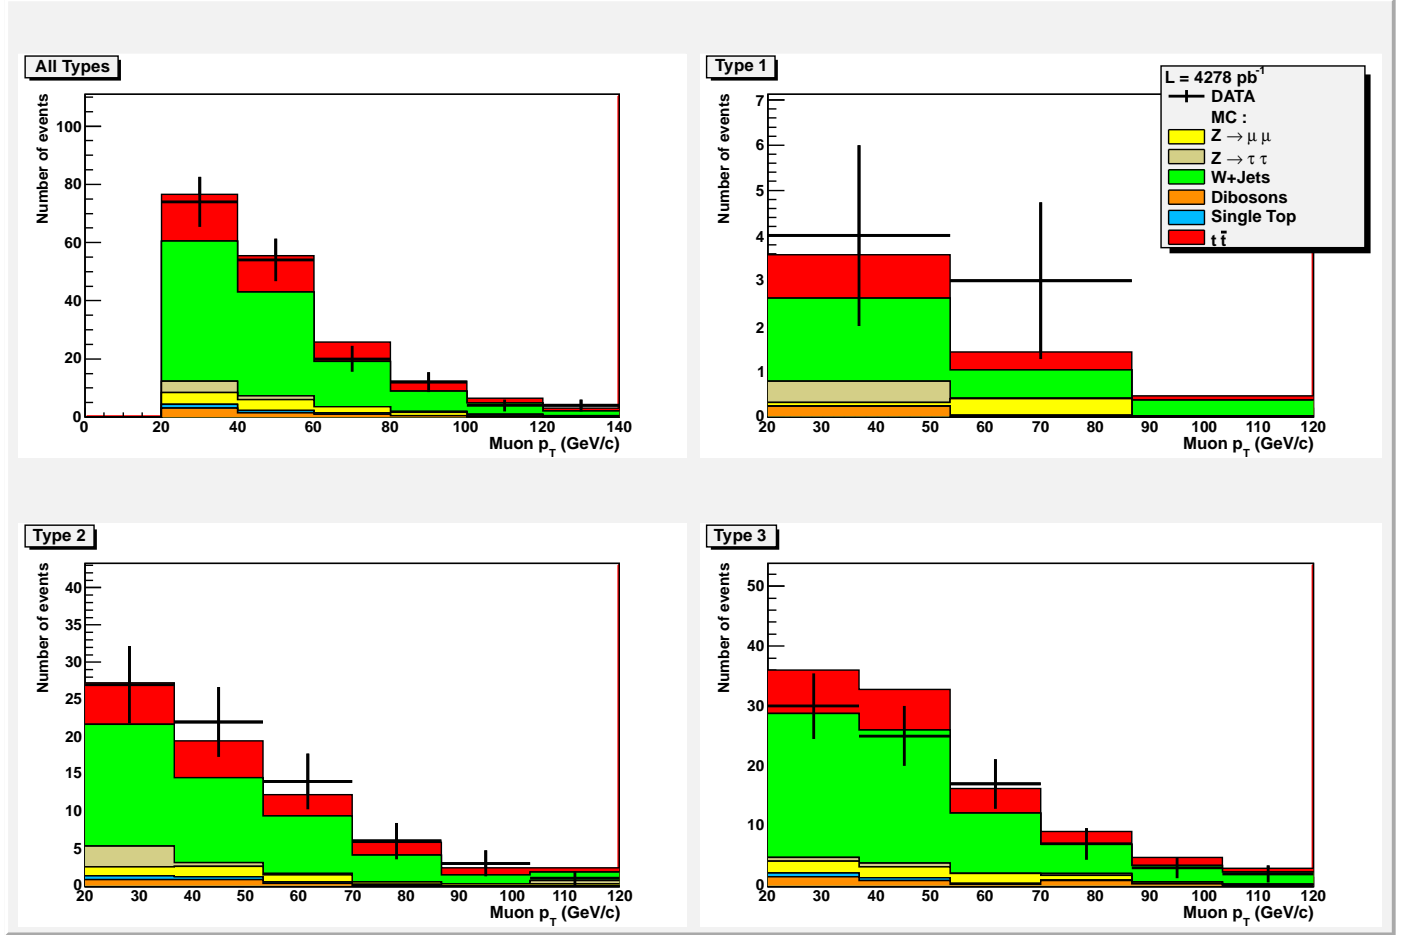 All Types
Number of events
100
80
60
40
20
0
0 20 40 60 80 100 120 140
Muon p_T (GeV/c)
Type 1
Number of events
7
6
5
4
3
2
1
0
20 30 40 50 60 70 80 90 100 110 120
Muon p_T (GeV/c)
L = 4278 pb⁻¹
DATA
MC :
Z → μ μ
Z → τ τ
W+Jets
Dibosons
Single Top
t t̄
Type 2
Number of events
40
35
30
25
20
15
10
5
0
20 30 40 50 60 70 80 90 100 110 120
Muon p_T (GeV/c)
Type 3
Number of events
50
40
30
20
10
0
20 30 40 50 60 70 80 90 100 110 120
Muon p_T (GeV/c)